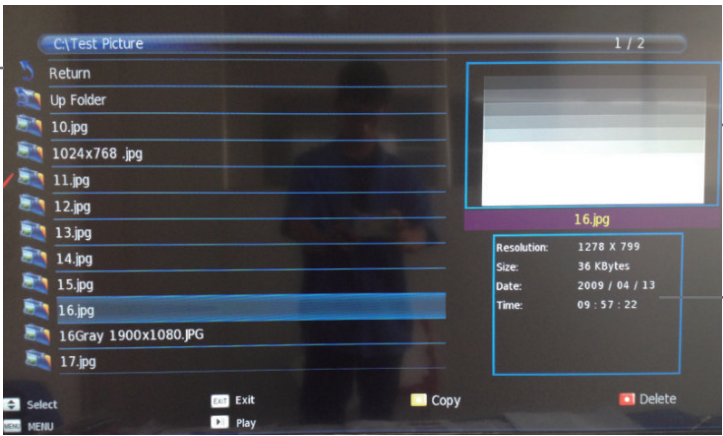 C:\Test Picture 1 / 2
Return
Up Folder
10.jpg
1024x768 .jpg
11.jpg
12.jpg
13.jpg
14.jpg
15.jpg
16.jpg
16Gray 1900x1080.JPG
17.jpg
16.jpg
Resolution: 1278 X 799
Size: 36 KBytes
Date: 2009 / 04 / 13
Time: 09 : 57 : 22
Select EXIT Exit Copy Delete
MENU MENU Play